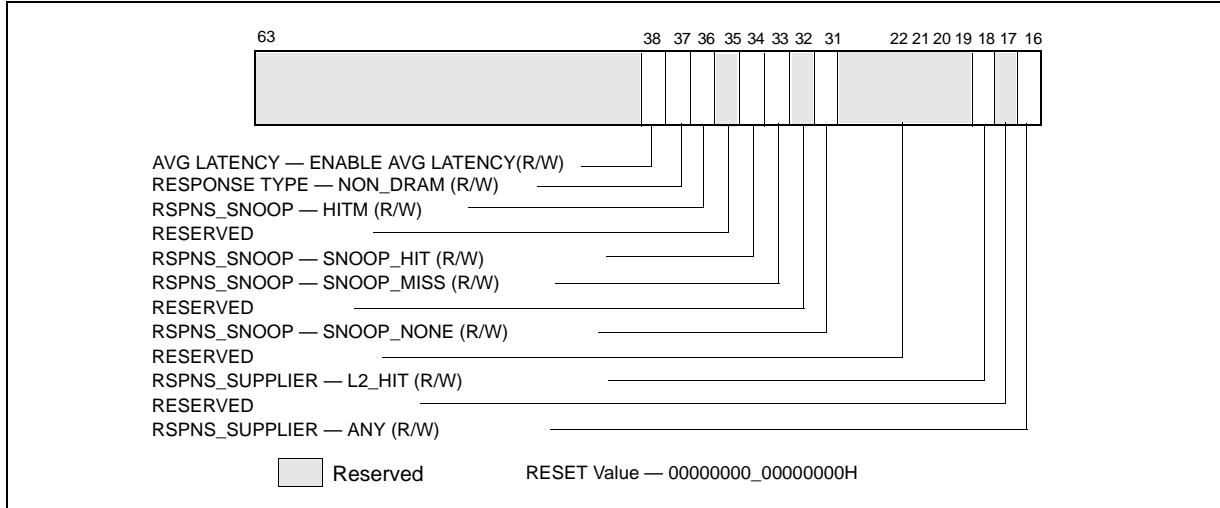 63 38 37 36 35 34 33 32 31 22 21 20 19 18 17 16
AVG LATENCY — ENABLE AVG LATENCY(R/W)
RESPONSE TYPE — NON_DRAM (R/W)
RSPNS_SNOOP — HITM (R/W)
RESERVED
RSPNS_SNOOP — SNOOP_HIT (R/W)
RSPNS_SNOOP — SNOOP_MISS (R/W)
RESERVED
RSPNS_SNOOP — SNOOP_NONE (R/W)
RESERVED
RSPNS_SUPPLIER — L2_HIT (R/W)
RESERVED
RSPNS_SUPPLIER — ANY (R/W)
Reserved RESET Value — 00000000_00000000H